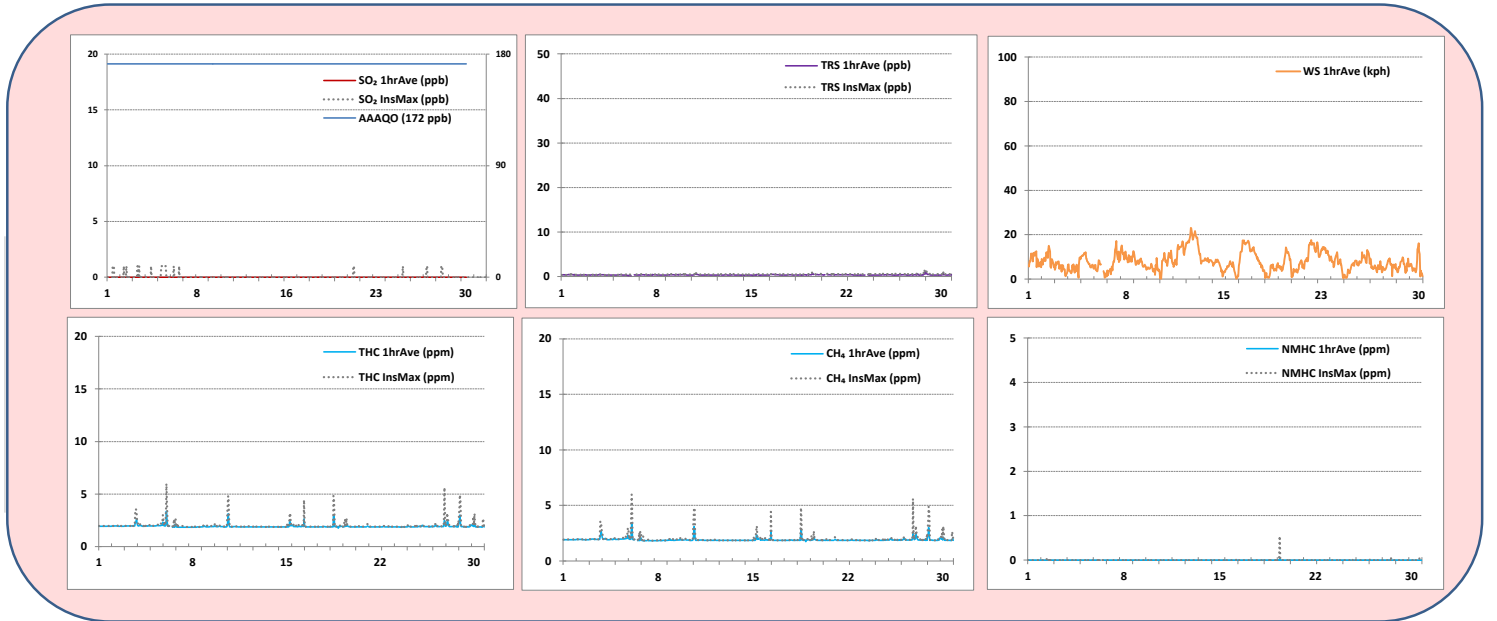 20
15
10
5
0
180
90
0
SO₂ 1hrAve (ppb)
SO₂ InsMax (ppb)
AAAQO (172 ppb)
1 8 16 23 30
50
40
30
20
10
0
TRS 1hrAve (ppb)
TRS InsMax (ppb)
1 8 15 22 30
100
80
60
40
20
0
WS 1hrAve (kph)
1 8 15 23 30
20
15
10
5
0
THC 1hrAve (ppm)
THC InsMax (ppm)
1 8 15 22 30
20
15
10
5
0
CH₄ 1hrAve (ppm)
CH₄ InsMax (ppm)
1 8 15 22 30
5
4
3
2
1
0
NMHC 1hrAve (ppm)
NMHC InsMax (ppm)
1 8 15 22 30